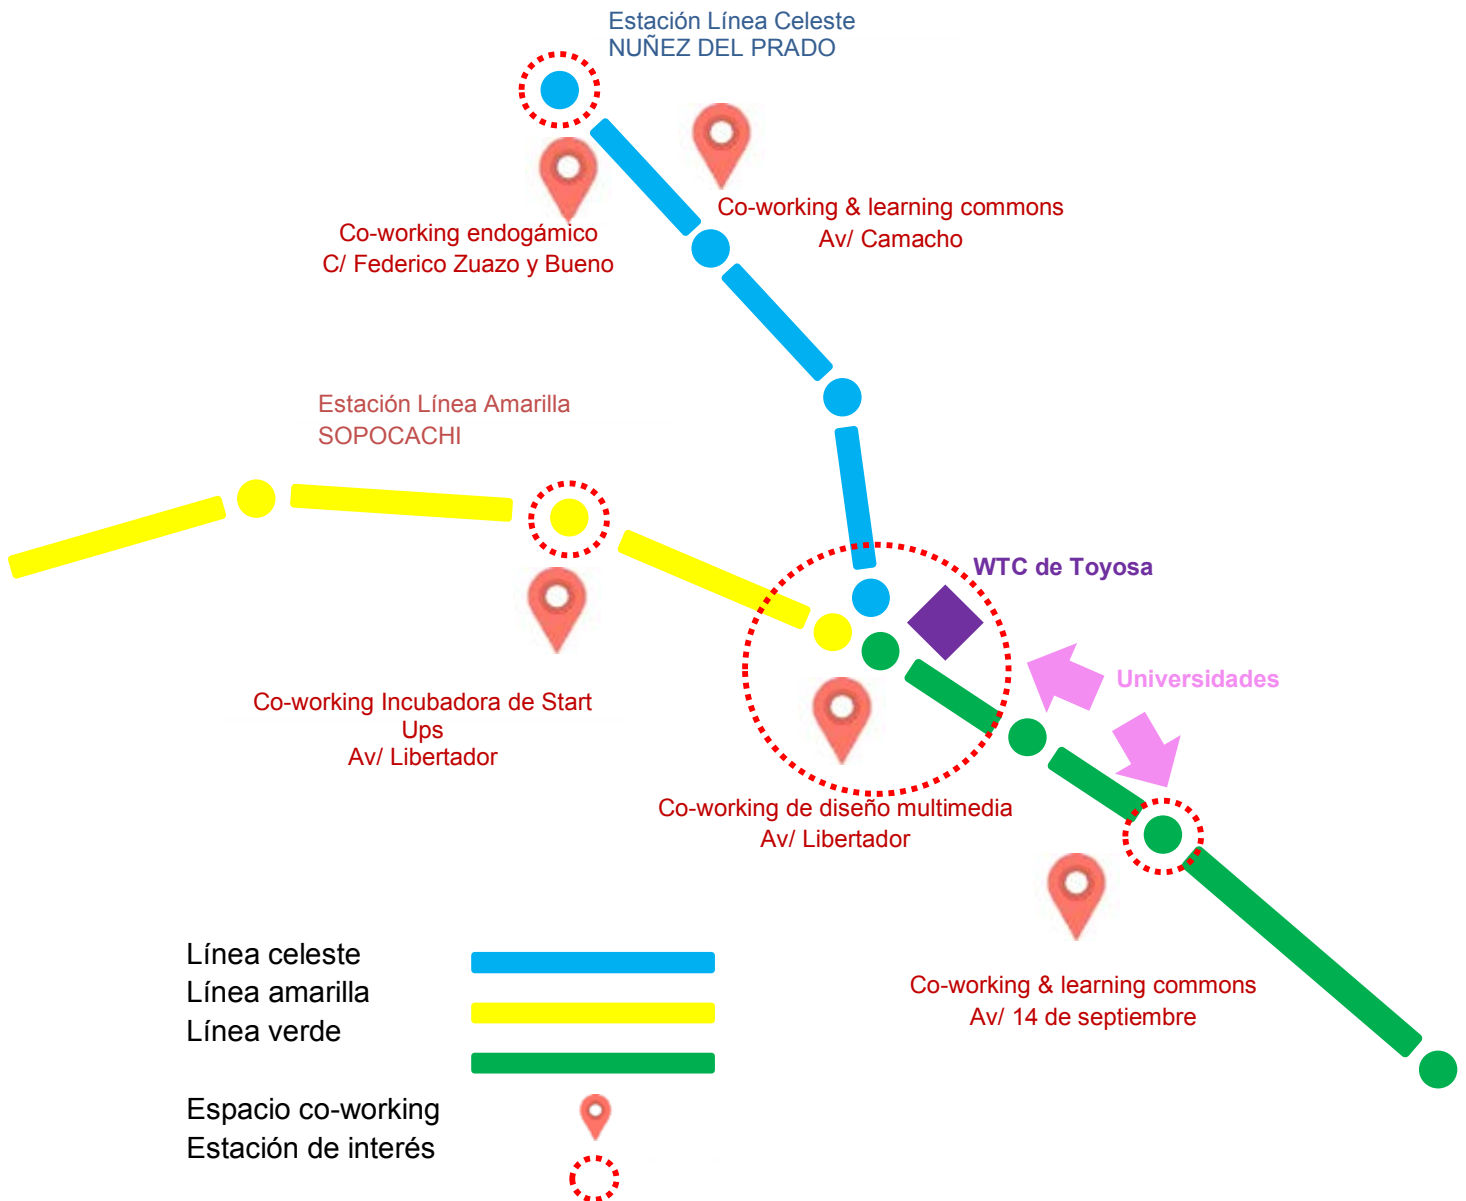 Estación Línea Celeste
NUÑEZ DEL PRADO
Co-working & learning commons
Av/ Camacho
Co-working endogámico
C/ Federico Zuazo y Bueno
Estación Línea Amarilla
SOPOCACHI
WTC de Toyosa
Universidades
Co-working Incubadora de Start
Ups
Av/ Libertador
Co-working de diseño multimedia
Av/ Libertador
Co-working & learning commons
Av/ 14 de septiembre
Línea celeste
Línea amarilla
Línea verde
Espacio co-working
Estación de interés